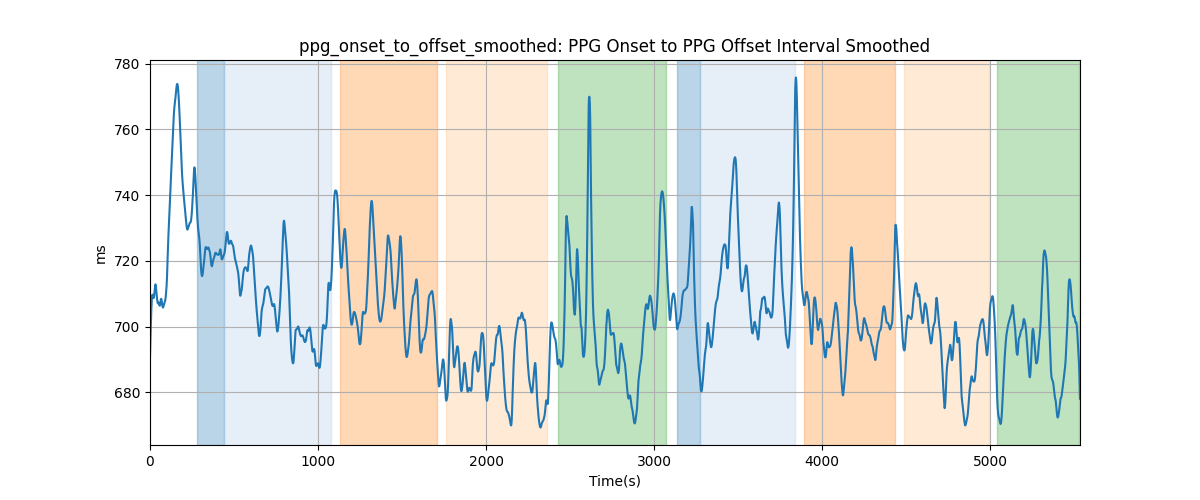 ppg_onset_to_offset_smoothed: PPG Onset to PPG Offset Interval Smoothed
780
760
740
720
700
680
ms
0 1000 2000 3000 4000 5000
Time(s)